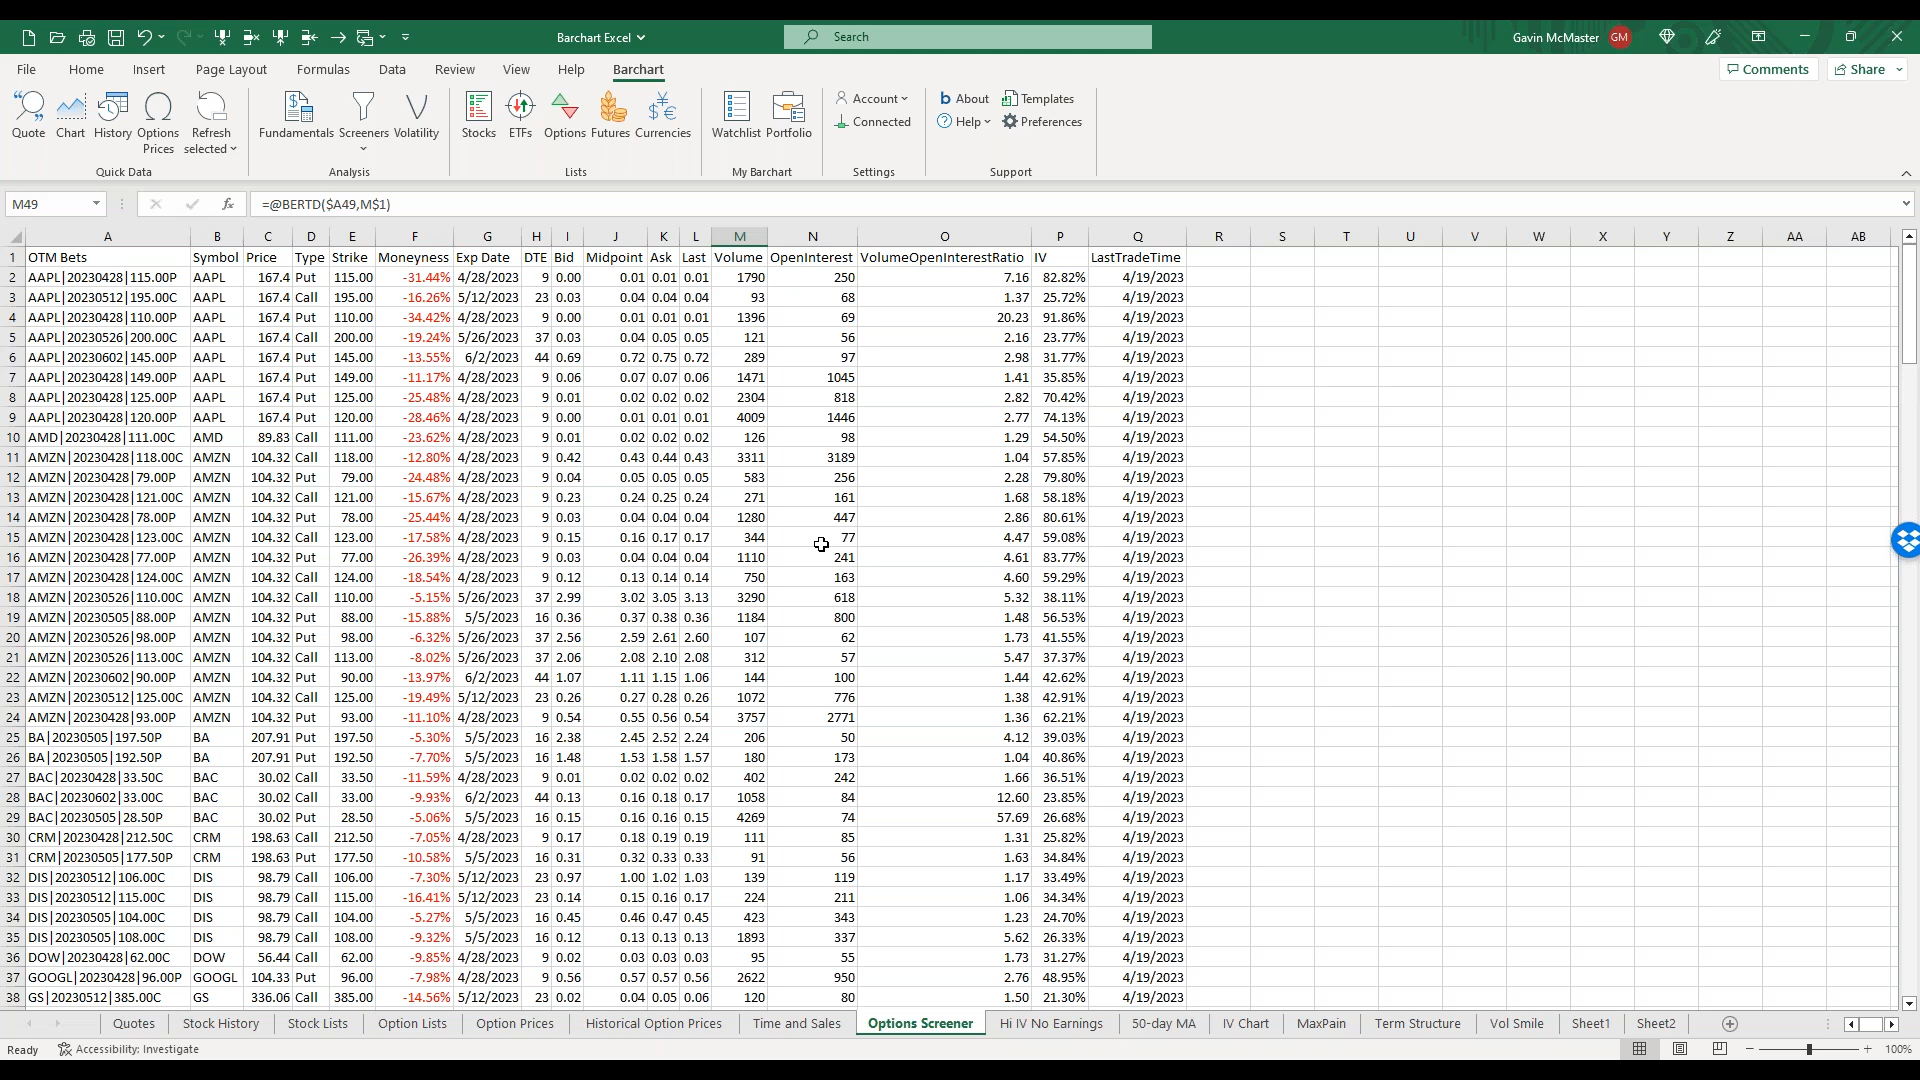 Barchart Excel
Search
Gavin McMaster GM
File Home Insert Page Layout Formulas Data Review View Help Barchart Comments Share
Quote Chart History Options Prices Refresh selected Fundamentals Screeners Volatility Stocks ETFs Options Futures Currencies Watchlist Portfolio Account Connected About Help Templates Preferences
Quick Data Analysis Lists My Barchart Settings Support
M49 fx =@BERTD($A49,M$1)
A B C D E F G H I J K L M N O P Q R S T U V W X Y Z AA AB
1 OTM Bets Symbol Price Type Strike Moneyness Exp Date DTE Bid Midpoint Ask Last Volume OpenInterest VolumeOpenInterestRatio IV LastTradeTime
2 AAPL|20230428|115.00P AAPL 167.4 Put 115.00 -31.44% 4/28/2023 9 0.00 0.01 0.01 0.01 1790 250 7.16 82.82% 4/19/2023
3 AAPL|20230512|195.00C AAPL 167.4 Call 195.00 -16.26% 5/12/2023 23 0.03 0.04 0.04 0.04 93 68 1.37 25.72% 4/19/2023
4 AAPL|20230428|110.00P AAPL 167.4 Put 110.00 -34.42% 4/28/2023 9 0.00 0.01 0.01 0.01 1396 69 20.23 91.86% 4/19/2023
5 AAPL|20230526|200.00C AAPL 167.4 Call 200.00 -19.24% 5/26/2023 37 0.03 0.04 0.05 0.05 121 56 2.16 23.77% 4/19/2023
6 AAPL|20230602|145.00P AAPL 167.4 Put 145.00 -13.55% 6/2/2023 44 0.69 0.72 0.75 0.72 289 97 2.98 31.77% 4/19/2023
7 AAPL|20230428|149.00P AAPL 167.4 Put 149.00 -11.17% 4/28/2023 9 0.06 0.07 0.07 0.06 1471 1045 1.41 35.85% 4/19/2023
8 AAPL|20230428|125.00P AAPL 167.4 Put 125.00 -25.48% 4/28/2023 9 0.01 0.02 0.02 0.02 2304 818 2.82 70.42% 4/19/2023
9 AAPL|20230428|120.00P AAPL 167.4 Put 120.00 -28.46% 4/28/2023 9 0.00 0.01 0.01 0.01 4009 1446 2.77 74.13% 4/19/2023
10 AMD|20230428|111.00C AMD 89.83 Call 111.00 -23.62% 4/28/2023 9 0.01 0.02 0.02 0.02 126 98 1.29 54.50% 4/19/2023
11 AMZN|20230428|118.00C AMZN 104.32 Call 118.00 -12.80% 4/28/2023 9 0.42 0.43 0.44 0.43 3311 3189 1.04 57.85% 4/19/2023
12 AMZN|20230428|79.00P AMZN 104.32 Put 79.00 -24.48% 4/28/2023 9 0.04 0.05 0.05 0.05 583 256 2.28 79.80% 4/19/2023
13 AMZN|20230428|121.00C AMZN 104.32 Call 121.00 -15.67% 4/28/2023 9 0.23 0.24 0.25 0.24 271 161 1.68 58.18% 4/19/2023
14 AMZN|20230428|78.00P AMZN 104.32 Put 78.00 -25.44% 4/28/2023 9 0.03 0.04 0.04 0.04 1280 447 2.86 80.61% 4/19/2023
15 AMZN|20230428|123.00C AMZN 104.32 Call 123.00 -17.58% 4/28/2023 9 0.15 0.16 0.17 0.17 344 77 4.47 59.08% 4/19/2023
16 AMZN|20230428|77.00P AMZN 104.32 Put 77.00 -26.39% 4/28/2023 9 0.03 0.04 0.04 0.04 1110 241 4.61 83.77% 4/19/2023
17 AMZN|20230428|124.00C AMZN 104.32 Call 124.00 -18.54% 4/28/2023 9 0.12 0.13 0.14 0.14 750 163 4.60 59.29% 4/19/2023
18 AMZN|20230526|110.00C AMZN 104.32 Call 110.00 -5.15% 5/26/2023 37 2.99 3.02 3.05 3.13 3290 618 5.32 38.11% 4/19/2023
19 AMZN|20230505|88.00P AMZN 104.32 Put 88.00 -15.88% 5/5/2023 16 0.36 0.37 0.38 0.36 1184 800 1.48 56.53% 4/19/2023
20 AMZN|20230526|98.00P AMZN 104.32 Put 98.00 -6.32% 5/26/2023 37 2.56 2.59 2.61 2.60 107 62 1.73 41.55% 4/19/2023
21 AMZN|20230526|113.00C AMZN 104.32 Call 113.00 -8.02% 5/26/2023 37 2.06 2.08 2.10 2.08 312 57 5.47 37.37% 4/19/2023
22 AMZN|20230602|90.00P AMZN 104.32 Put 90.00 -13.97% 6/2/2023 44 1.07 1.11 1.15 1.06 144 100 1.44 42.62% 4/19/2023
23 AMZN|20230512|125.00C AMZN 104.32 Call 125.00 -19.49% 5/12/2023 23 0.26 0.27 0.28 0.26 1072 776 1.38 42.91% 4/19/2023
24 AMZN|20230428|93.00P AMZN 104.32 Put 93.00 -11.10% 4/28/2023 9 0.54 0.55 0.56 0.54 3757 2771 1.36 62.21% 4/19/2023
25 BA|20230505|197.50P BA 207.91 Put 197.50 -5.30% 5/5/2023 16 2.38 2.45 2.52 2.24 206 50 4.12 39.03% 4/19/2023
26 BA|20230505|192.50P BA 207.91 Put 192.50 -7.70% 5/5/2023 16 1.48 1.53 1.58 1.57 180 173 1.04 40.86% 4/19/2023
27 BAC|20230428|33.50C BAC 30.02 Call 33.50 -11.59% 4/28/2023 9 0.01 0.02 0.02 0.02 402 242 1.66 36.51% 4/19/2023
28 BAC|20230602|33.00C BAC 30.02 Call 33.00 -9.93% 6/2/2023 44 0.13 0.16 0.18 0.17 1058 84 12.60 23.85% 4/19/2023
29 BAC|20230505|28.50P BAC 30.02 Put 28.50 -5.06% 5/5/2023 16 0.15 0.16 0.16 0.15 4269 74 57.69 26.68% 4/19/2023
30 CRM|20230428|212.50C CRM 198.63 Call 212.50 -7.05% 4/28/2023 9 0.17 0.18 0.19 0.19 111 85 1.31 25.82% 4/19/2023
31 CRM|20230505|177.50P CRM 198.63 Put 177.50 -10.58% 5/5/2023 16 0.31 0.32 0.33 0.33 91 56 1.63 34.84% 4/19/2023
32 DIS|20230512|106.00C DIS 98.79 Call 106.00 -7.30% 5/12/2023 23 0.97 1.00 1.02 1.03 139 119 1.17 33.49% 4/19/2023
33 DIS|20230512|115.00C DIS 98.79 Call 115.00 -16.41% 5/12/2023 23 0.14 0.15 0.16 0.17 224 211 1.06 34.34% 4/19/2023
34 DIS|20230505|104.00C DIS 98.79 Call 104.00 -5.27% 5/5/2023 16 0.45 0.46 0.47 0.45 423 343 1.23 24.70% 4/19/2023
35 DIS|20230505|108.00C DIS 98.79 Call 108.00 -9.32% 5/5/2023 16 0.12 0.13 0.13 0.13 1893 337 5.62 26.33% 4/19/2023
36 DOW|20230428|62.00C DOW 56.44 Call 62.00 -9.85% 4/28/2023 9 0.02 0.03 0.03 0.03 95 55 1.73 31.27% 4/19/2023
37 GOOGL|20230428|96.00P GOOGL 104.33 Put 96.00 -7.98% 4/28/2023 9 0.56 0.57 0.57 0.56 2622 950 2.76 48.95% 4/19/2023
38 GS|20230512|385.00C GS 336.06 Call 385.00 -14.56% 5/12/2023 23 0.02 0.04 0.05 0.06 120 80 1.50 21.30% 4/19/2023
Quotes Stock History Stock Lists Option Lists Option Prices Historical Option Prices Time and Sales Options Screener Hi IV No Earnings 50-day MA IV Chart MaxPain Term Structure Vol Smile Sheet1 Sheet2
Ready Accessibility: Investigate 100%